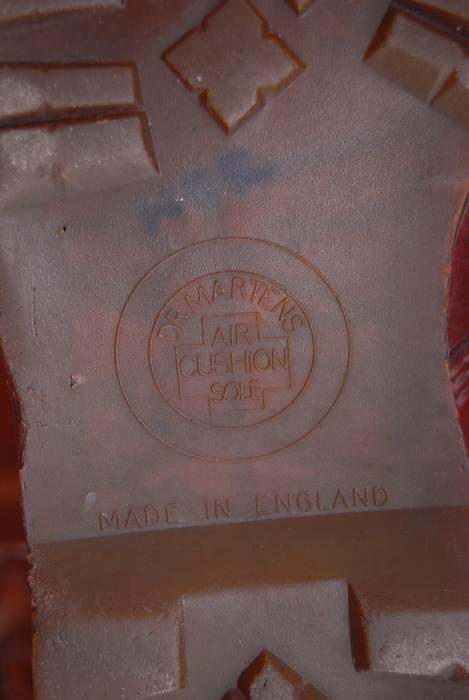 DR. MARTENS
AIR
CUSHION
SOLE
MADE IN ENGLAND